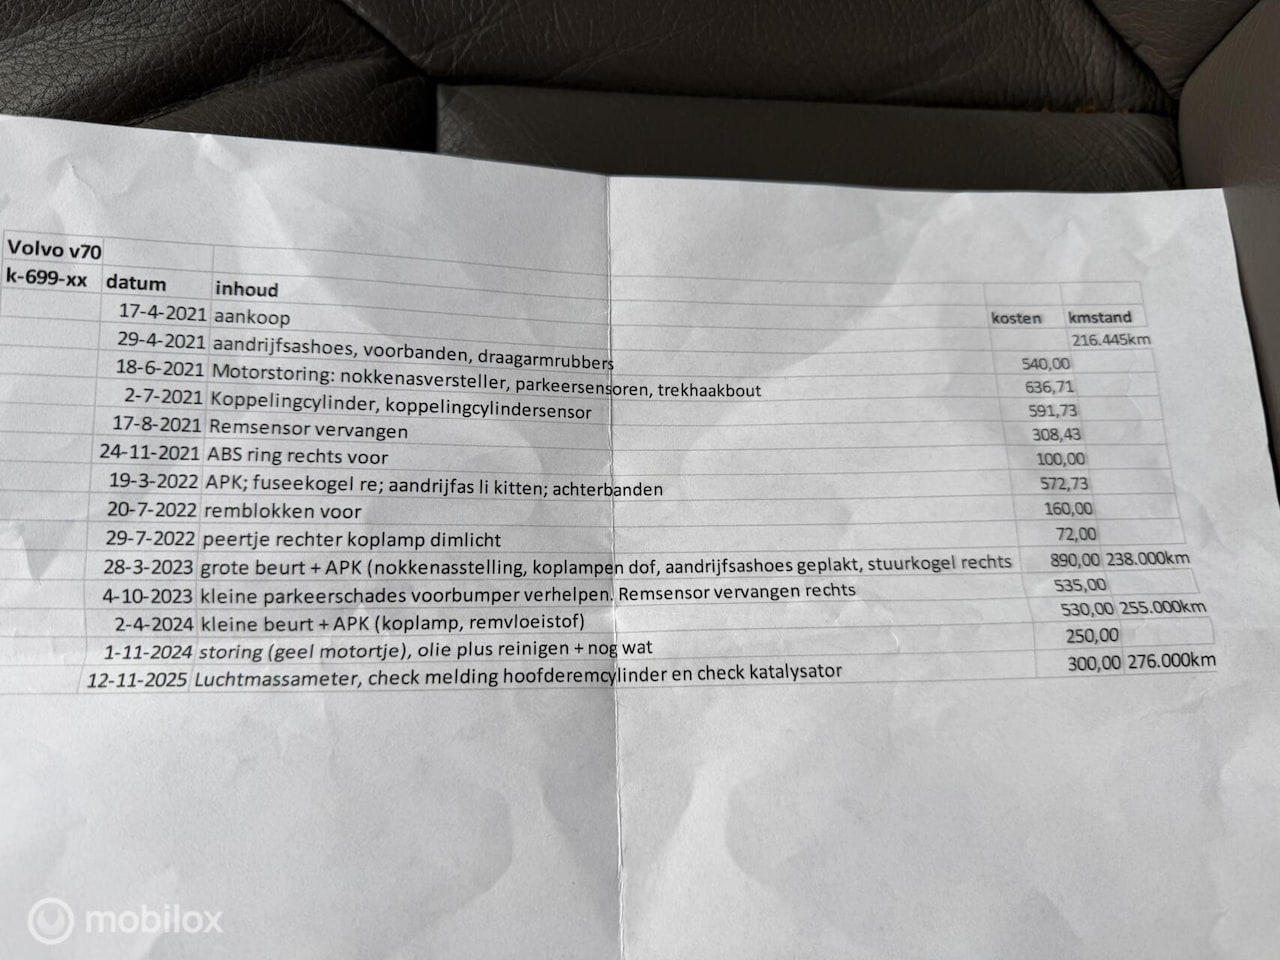 Volvo v70
k-699-xx datum inhoud kosten kmstand
17-4-2021 aankoop 216.445km
29-4-2021 aandrijfsashoes, voorbanden, draagarmrubbers 540,00
18-6-2021 Motorstoring: nokkenasversteller, parkeersensoren, trekhaakbout 636,71
2-7-2021 Koppelingcylinder, koppelingcylindersensor 591,73
17-8-2021 Remsensor vervangen 308,43
24-11-2021 ABS ring rechts voor 100,00
19-3-2022 APK; fuseekogel re; aandrijfas li kitten; achterbanden 572,73
20-7-2022 remblokken voor 160,00
29-7-2022 peertje rechter koplamp dimlicht 72,00
28-3-2023 grote beurt + APK (nokkenasstelling, koplampen dof, aandrijfsashoes geplakt, stuurkogel rechts 890,00 238.000km
4-10-2023 kleine parkeerschades voorbumper verhelpen. Remsensor vervangen rechts 535,00
2-4-2024 kleine beurt + APK (koplamp, remvloeistof) 530,00 255.000km
1-11-2024 storing (geel motortje), olie plus reinigen + nog wat 250,00
12-11-2025 Luchtmassameter, check melding hoofderemcylinder en check katalysator 300,00 276.000km
mobilox